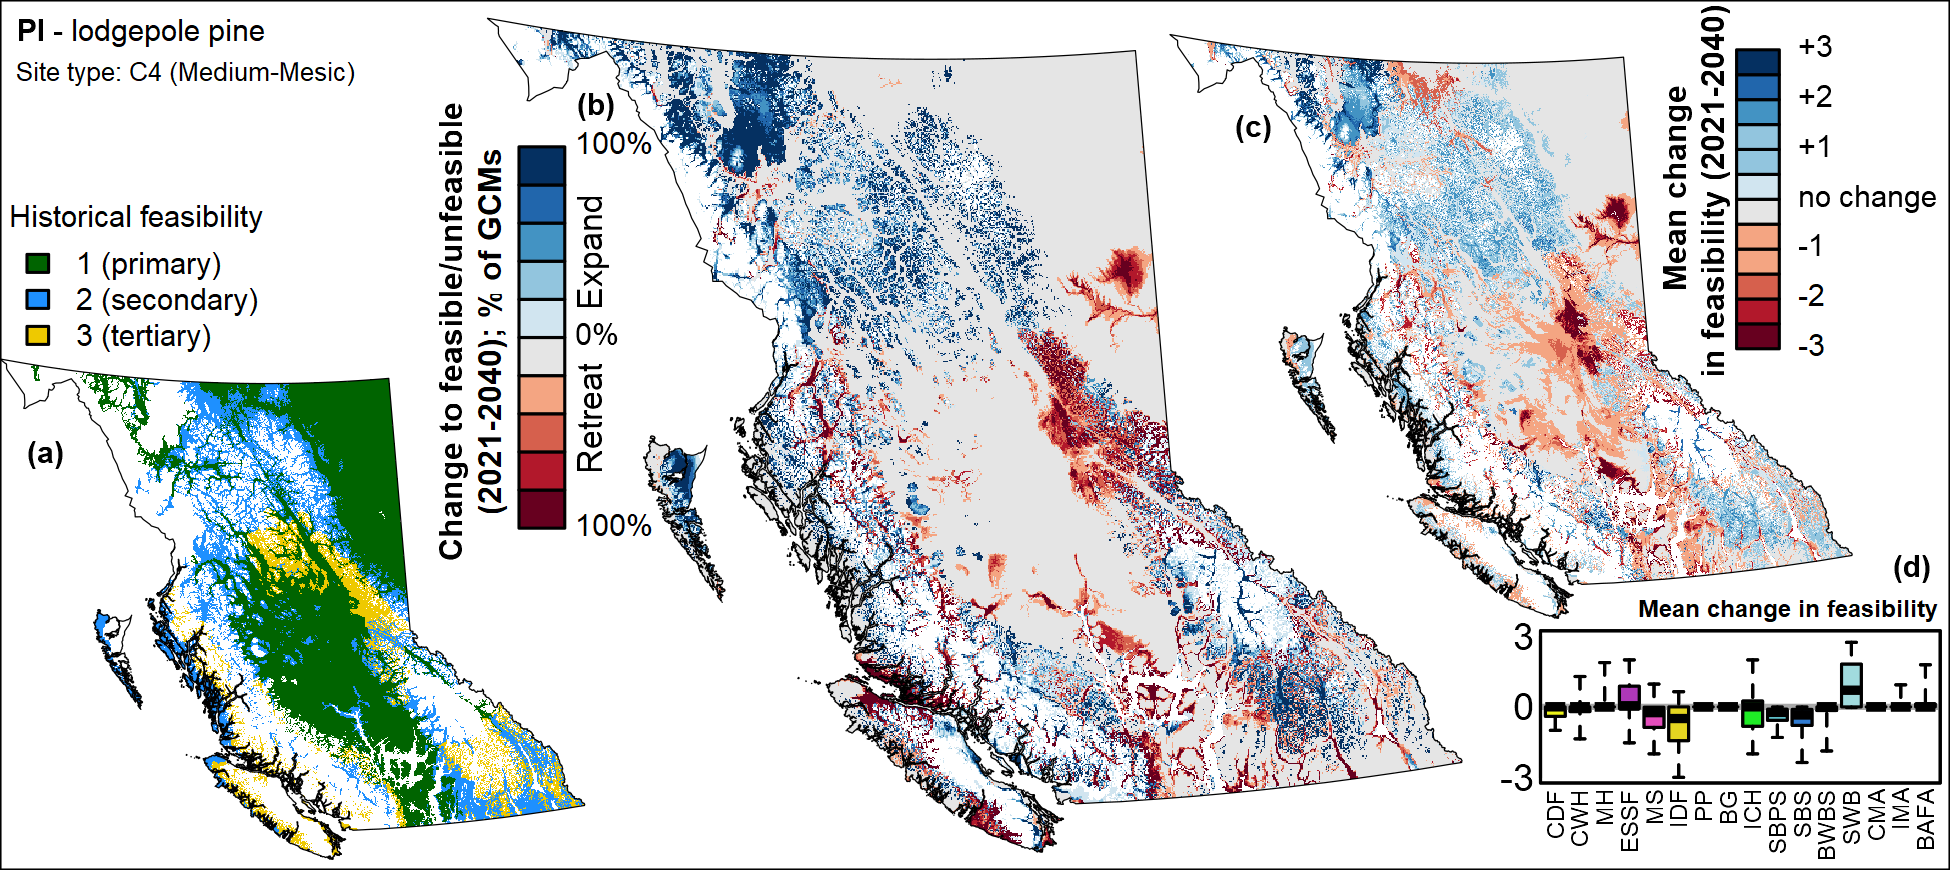 Pl - lodgepole pine
Site type: C4 (Medium-Mesic)
Historical feasibility
1 (primary)
2 (secondary)
3 (tertiary)
(a)
Change to feasible/unfeasible
(2021-2040); % of GCMs
100%
Expand
0%
Retreat
100%
(b)
(c)
Mean change
in feasibility (2021-2040)
+3
+2
+1
no change
-1
-2
-3
(d)
Mean change in feasibility
3
0
-3
CDF
CWH
MH
ESSF
MS
IDF
PP
BG
ICH
SBPS
SBS
BWBS
SWB
CMA
IMA
BAFA